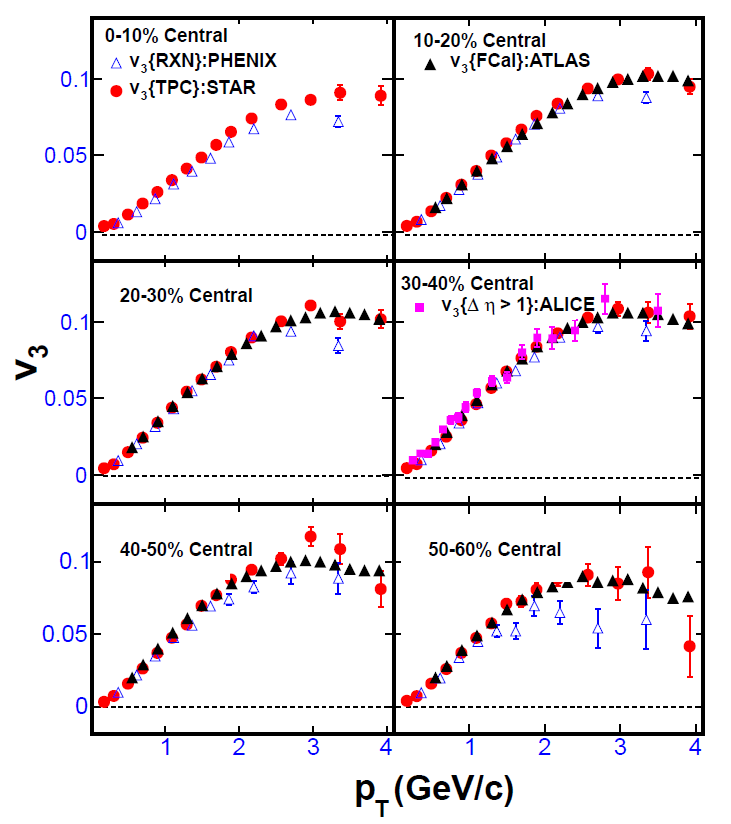 0-10% Central
v3{RXN}:PHENIX
v3{TPC}:STAR
10-20% Central
v3{FCal}:ATLAS
0.1
0.05
0
20-30% Central
30-40% Central
v3{Δ η > 1}:ALICE
0.1
0.05
0
v3
40-50% Central
50-60% Central
0.1
0.05
0
1 2 3 4 1 2 3 4
pT (GeV/c)